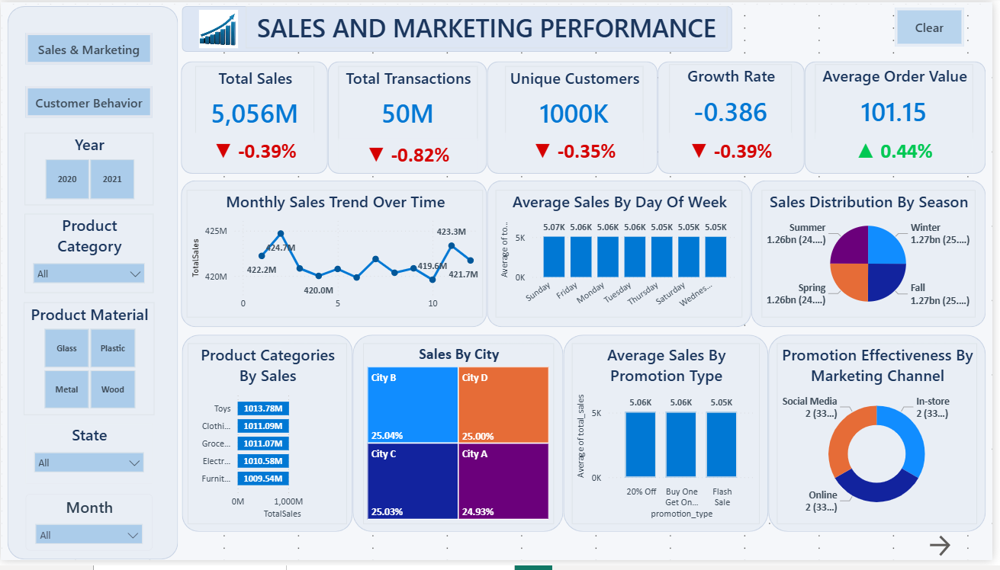 SALES AND MARKETING PERFORMANCE
Clear
Sales & Marketing
Customer Behavior
Year
2020
2021
Product
Category
All
Product Material
Glass
Plastic
Metal
Wood
State
All
Month
All
Total Sales
5,056M
▼ -0.39%
Total Transactions
50M
▼ -0.82%
Unique Customers
1000K
▼ -0.35%
Growth Rate
-0.386
▼ -0.39%
Average Order Value
101.15
▲ 0.44%
Monthly Sales Trend Over Time
TotalSales
425M
420M
422.2M
424.7M
420.0M
419.6M
423.3M
421.7M
0
5
10
Average Sales By Day Of Week
Average of to...
5K
0K
5.07K
5.06K
5.06K
5.06K
5.05K
5.05K
5.05K
Sunday
Friday
Monday
Tuesday
Thursday
Saturday
Wednes...
Sales Distribution By Season
Summer
1.26bn (24....)
Winter
1.27bn (25....)
Spring
1.26bn (24....)
Fall
1.27bn (25....)
Product Categories
By Sales
Toys
1013.78M
Clothi...
1011.09M
Groce...
1011.07M
Electr...
1010.58M
Furnit...
1009.54M
0M
1,000M
TotalSales
Sales By City
City B
25.04%
City D
25.00%
City C
25.03%
City A
24.93%
Average Sales By
Promotion Type
Average of total_sales
5K
0K
5.06K
5.06K
5.05K
20% Off
Buy One
Get On...
Flash
Sale
promotion_type
Promotion Effectiveness By
Marketing Channel
Social Media
2 (33...)
In-store
2 (33...)
Online
2 (33...)